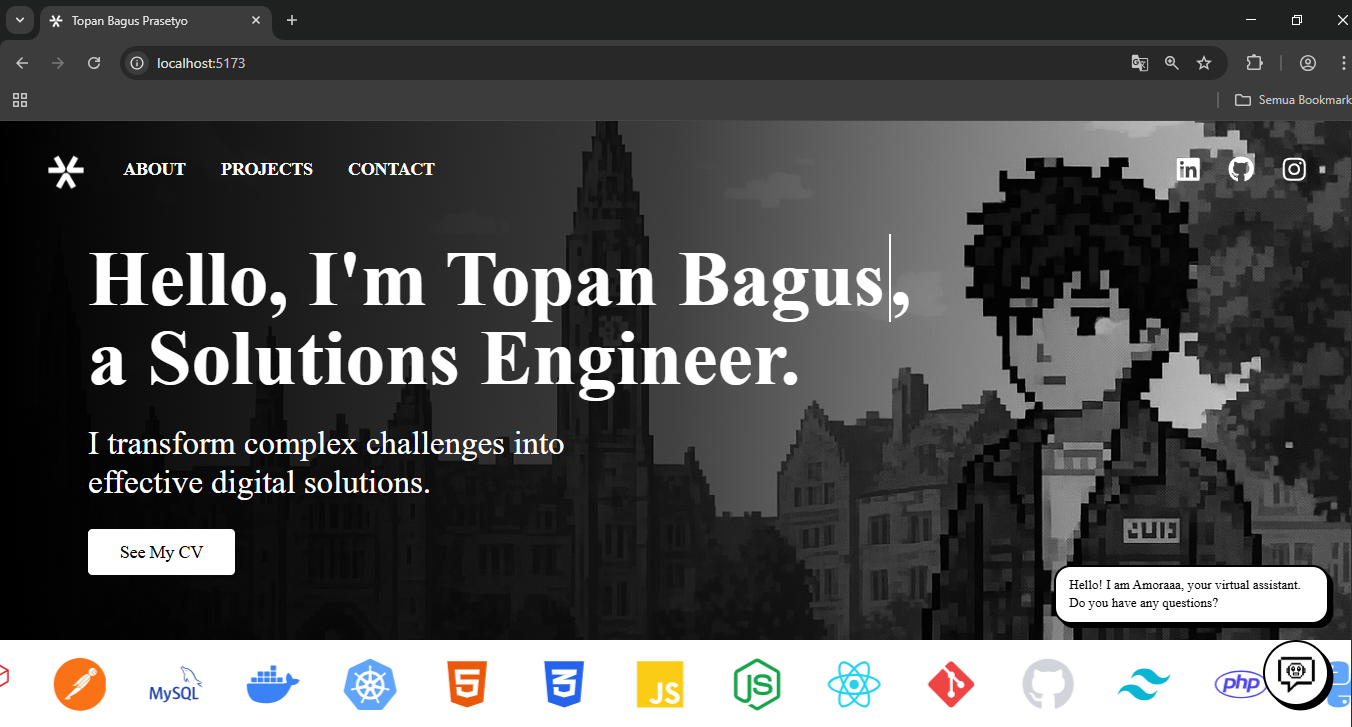 Topan Bagus Prasetyo
localhost:5173
Semua Bookmark
ABOUT PROJECTS CONTACT
Hello, I'm Topan Bagus,
a Solutions Engineer.
I transform complex challenges into
effective digital solutions.
See My CV
Hello! I am Amoraaa, your virtual assistant.
Do you have any questions?
MySQL
5
3
JS
JS
php